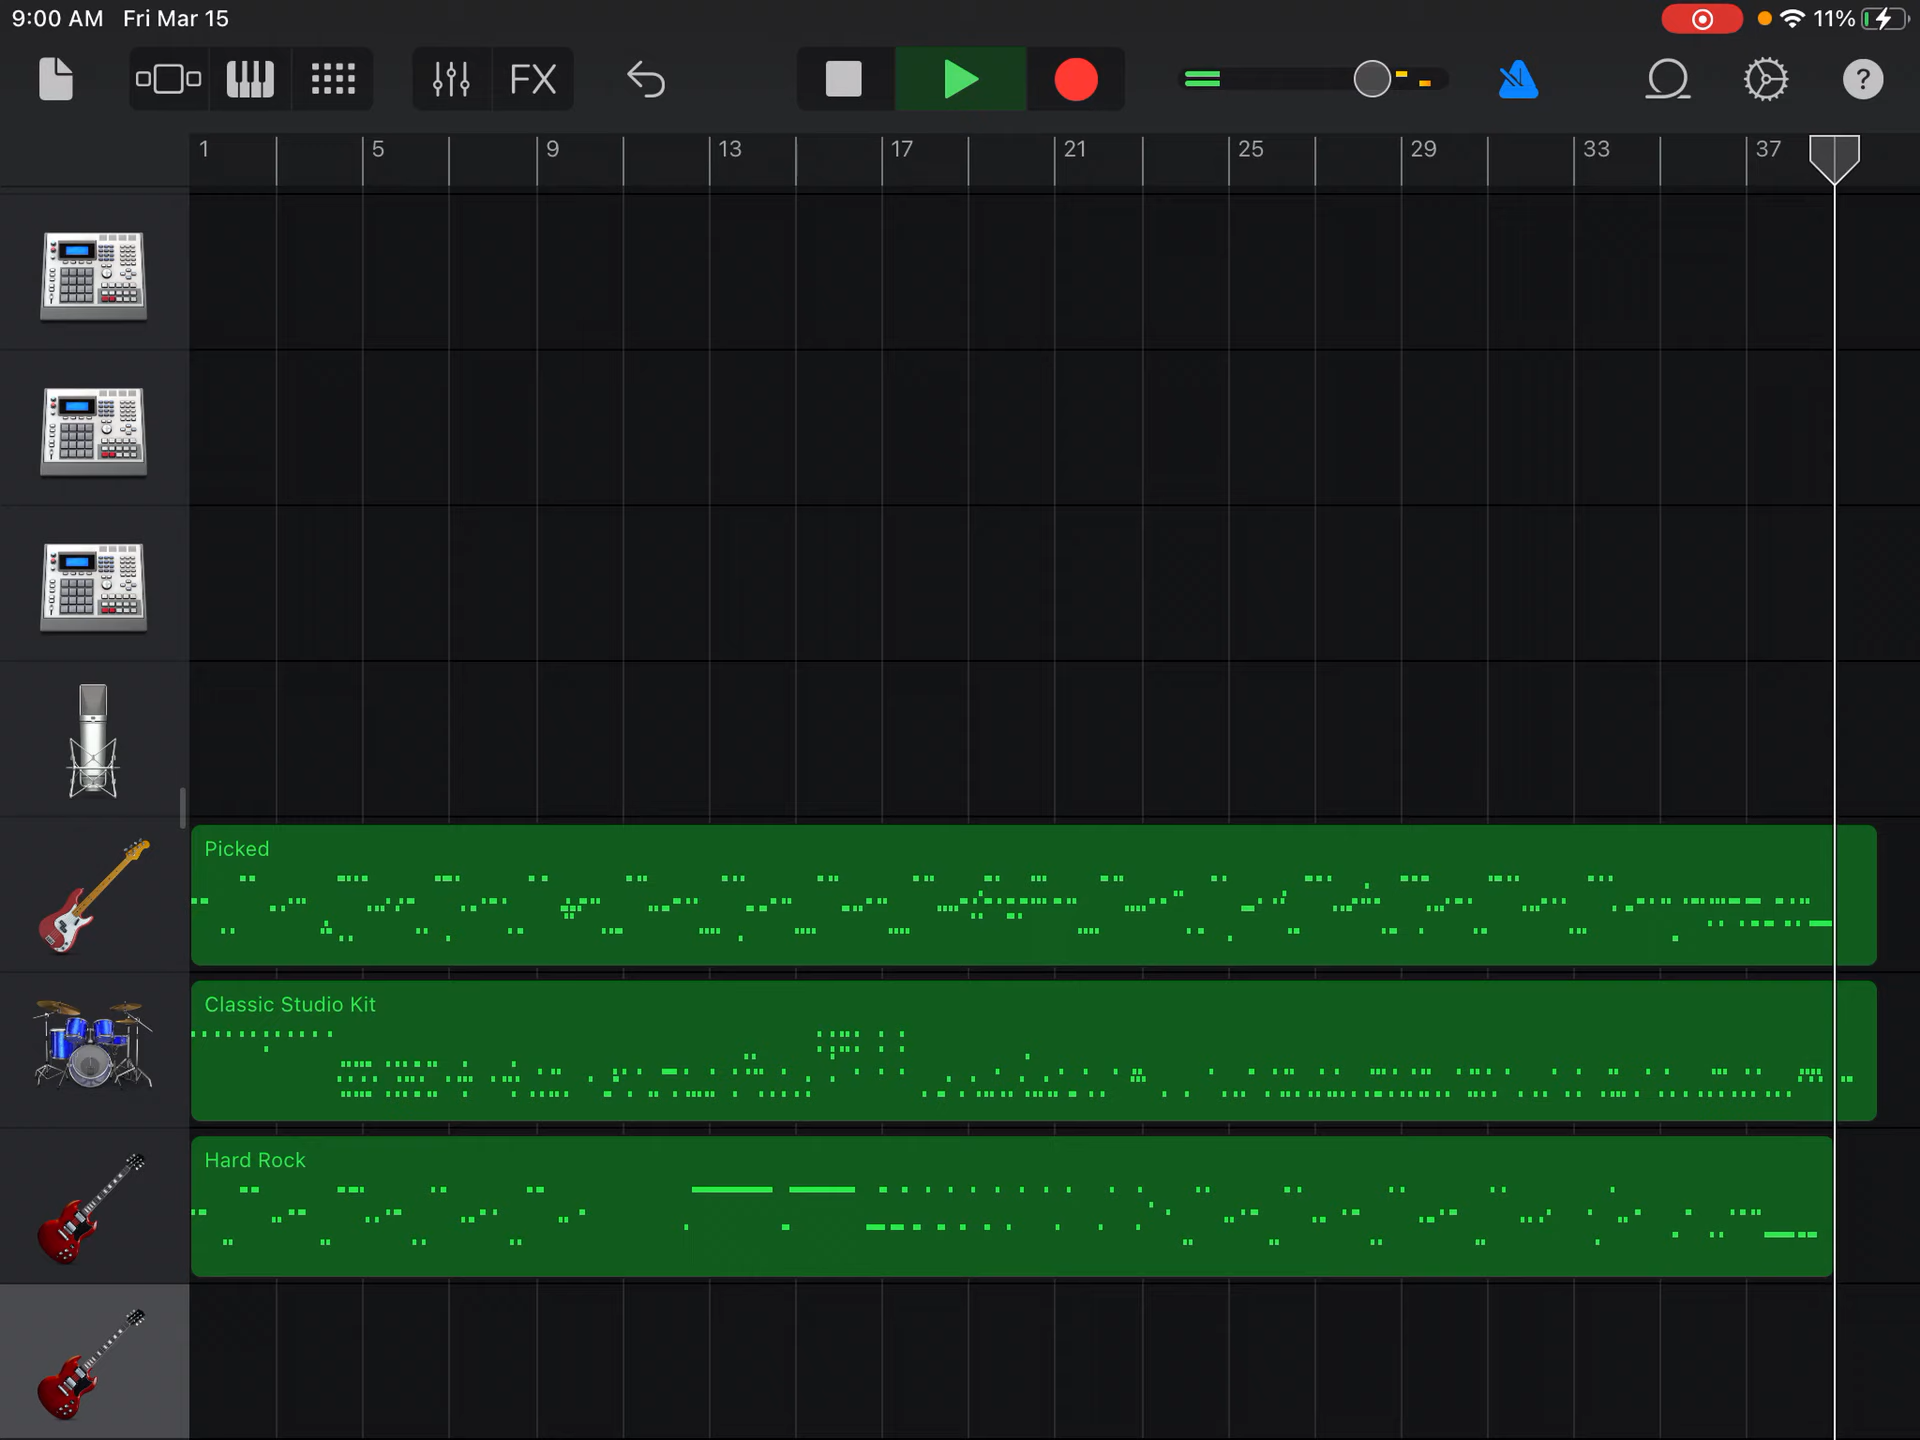 9:00 AM Fri Mar 15 11%
FX ?
1 5 9 13 17 21 25 29 33 37
Picked
Classic Studio Kit
Hard Rock